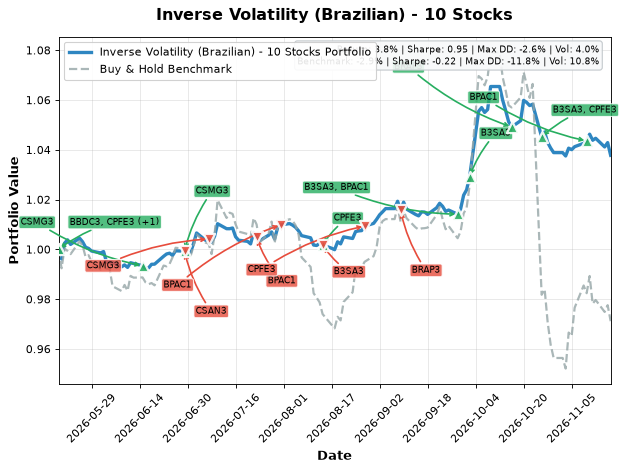 Inverse Volatility (Brazilian) - 10 Stocks
Inverse Volatility (Brazilian) - 10 Stocks Portfolio
Buy & Hold Benchmark
3.8% | Sharpe: 0.95 | Max DD: -2.6% | Vol: 4.0%
Benchmark: -2.9% | Sharpe: -0.22 | Max DD: -11.8% | Vol: 10.8%
Portfolio Value
1.08
1.06
1.04
1.02
1.00
0.98
0.96
BPAC1
B3SA3, CPFE3
B3SA3
B3SA3, BPAC1
CSMG3
CSMG3
BBDC3, CPFE3 (+1)
CPFE3
CSMG3
BPAC1
CSAN3
CPFE3
BPAC1
B3SA3
BRAP3
2026-05-29
2026-06-14
2026-06-30
2026-07-16
2026-08-01
2026-08-17
2026-09-02
2026-09-18
2026-10-04
2026-10-20
2026-11-05
Date